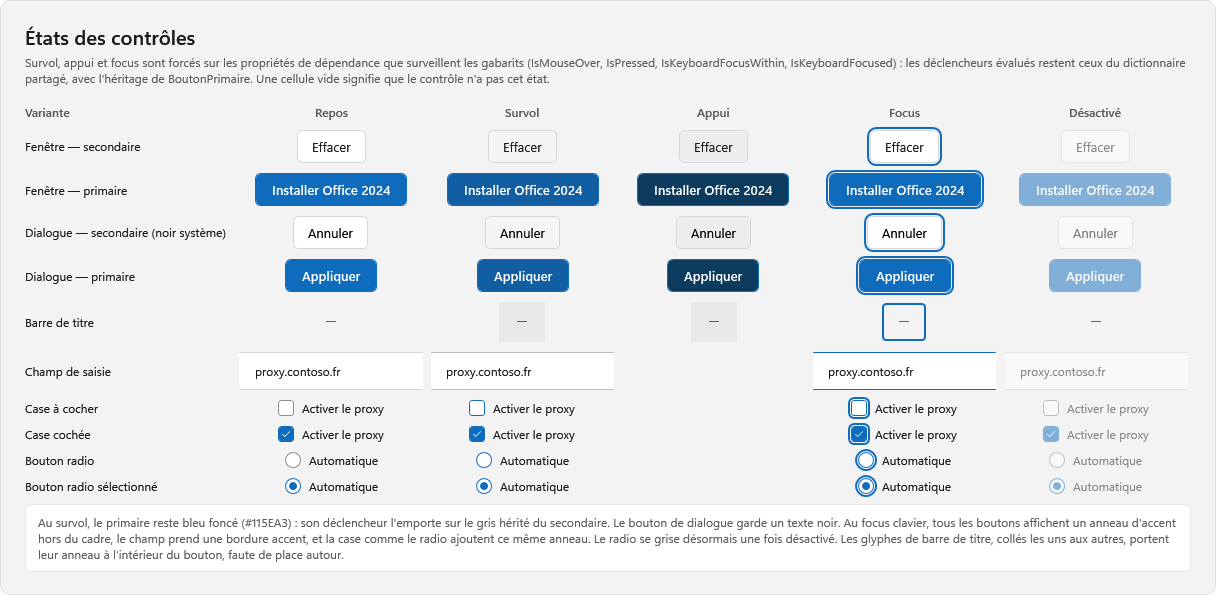 États des contrôles
Survol, appui et focus sont forcés sur les propriétés de dépendance que surveillent les gabarits (IsMouseOver, IsPressed, IsKeyboardFocusWithin, IsKeyboardFocused) : les déclencheurs évalués restent ceux du dictionnaire
partagé, avec l'héritage de BoutonPrimaire. Une cellule vide signifie que le contrôle n'a pas cet état.
Variante Repos Survol Appui Focus Désactivé
Fenêtre — secondaire Effacer Effacer Effacer Effacer Effacer
Fenêtre — primaire Installer Office 2024 Installer Office 2024 Installer Office 2024 Installer Office 2024 Installer Office 2024
Dialogue — secondaire (noir système) Annuler Annuler Annuler Annuler Annuler
Dialogue — primaire Appliquer Appliquer Appliquer Appliquer Appliquer
Barre de titre — — — — —
Champ de saisie proxy.contoso.fr proxy.contoso.fr proxy.contoso.fr proxy.contoso.fr
Case à cocher Activer le proxy Activer le proxy Activer le proxy Activer le proxy
Case cochée Activer le proxy Activer le proxy Activer le proxy Activer le proxy
Bouton radio Automatique Automatique Automatique Automatique
Bouton radio sélectionné Automatique Automatique Automatique Automatique
Au survol, le primaire reste bleu foncé (#115EA3) : son déclencheur l'emporte sur le gris hérité du secondaire. Le bouton de dialogue garde un texte noir. Au focus clavier, tous les boutons affichent un anneau d'accent
hors du cadre, le champ prend une bordure accent, et la case comme le radio ajoutent ce même anneau. Le radio se grise désormais une fois désactivé. Les glyphes de barre de titre, collés les uns aux autres, portent
leur anneau à l'intérieur du bouton, faute de place autour.